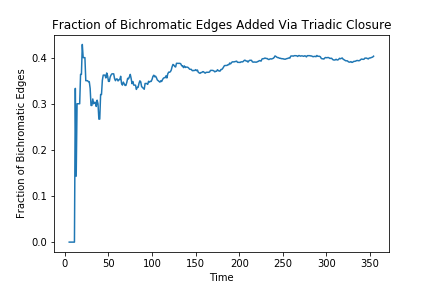 Fraction of Bichromatic Edges Added Via Triadic Closure
Fraction of Bichromatic Edges
0.4
0.3
0.2
0.1
0.0
0 50 100 150 200 250 300 350
Time